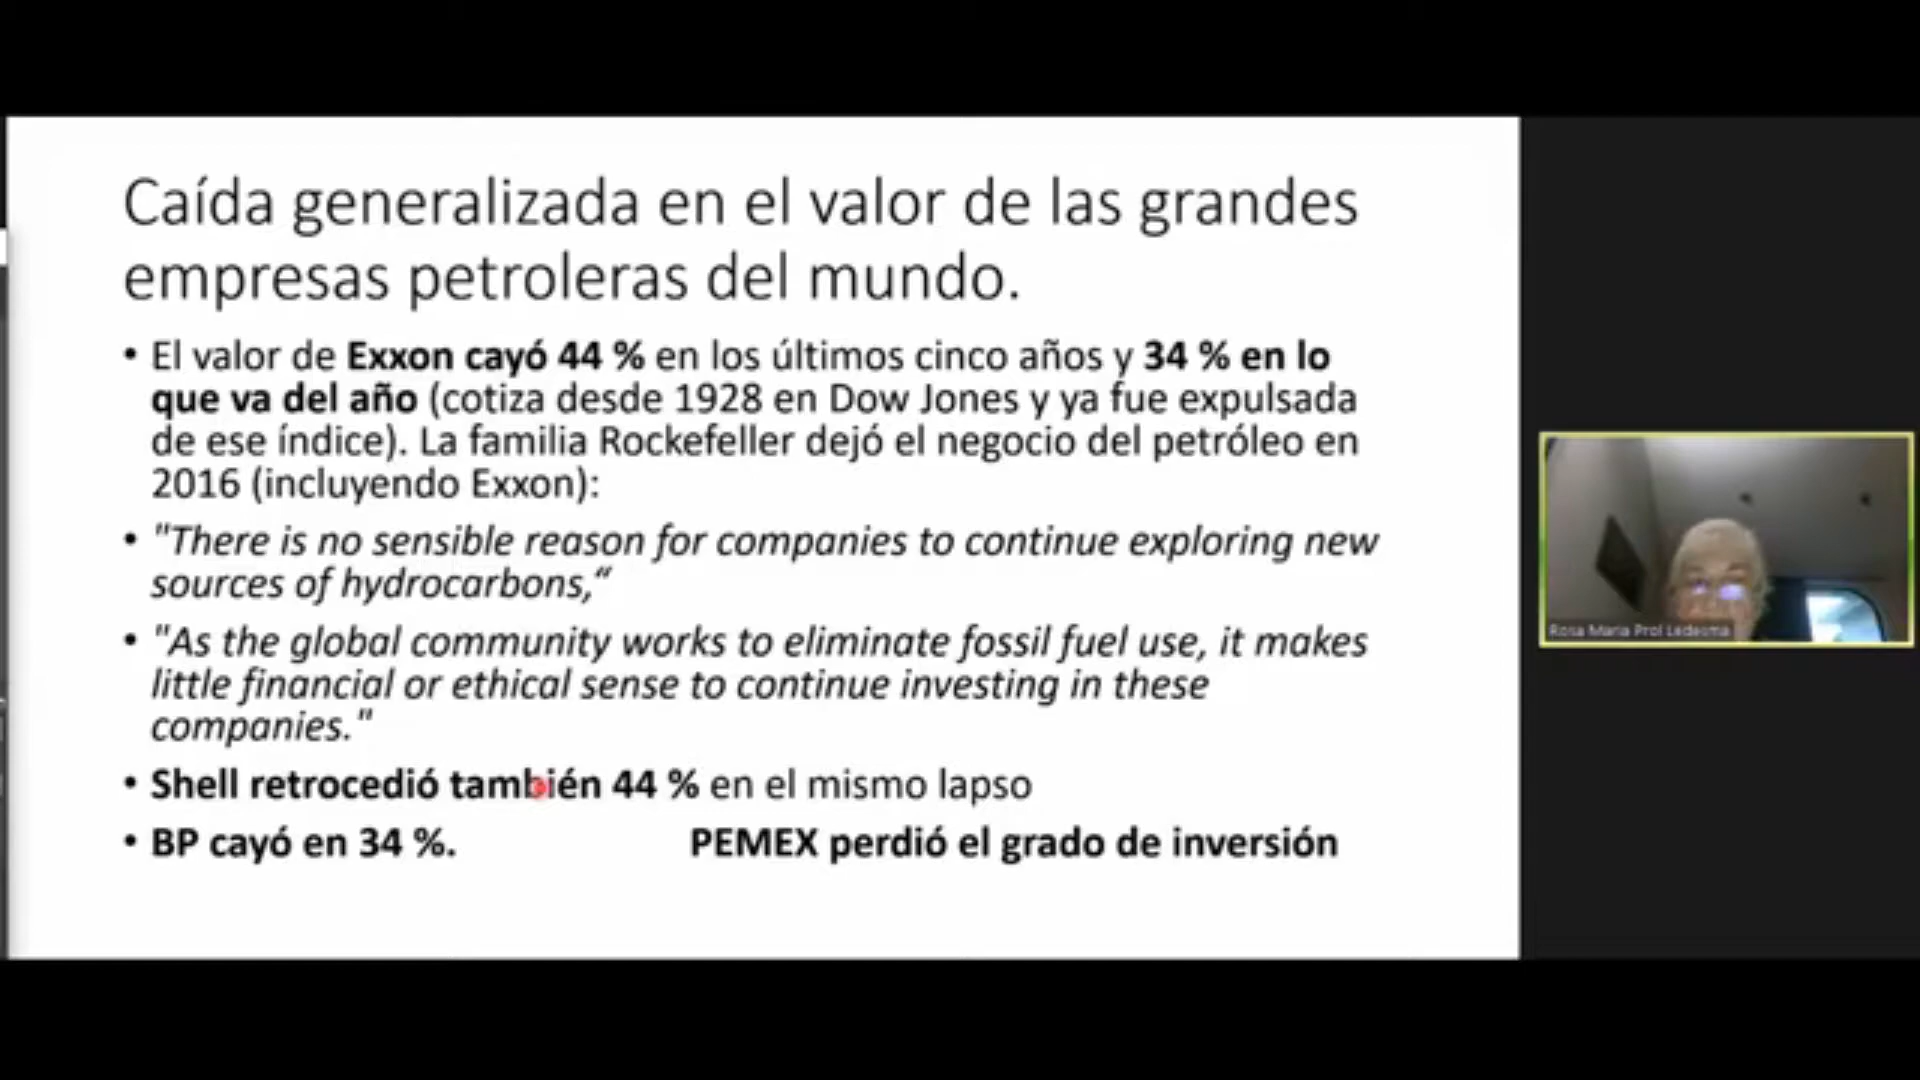 Caída generalizada en el valor de las grandes
empresas petroleras del mundo.
• El valor de Exxon cayó 44 % en los últimos cinco años y 34 % en lo
que va del año (cotiza desde 1928 en Dow Jones y ya fue expulsada
de ese índice). La familia Rockefeller dejó el negocio del petróleo en
2016 (incluyendo Exxon):
• "There is no sensible reason for companies to continue exploring new
sources of hydrocarbons,“
• "As the global community works to eliminate fossil fuel use, it makes
little financial or ethical sense to continue investing in these
companies."
• Shell retrocedió también 44 % en el mismo lapso
• BP cayó en 34 %. PEMEX perdió el grado de inversión
Rosa Maria Prol Ledesma